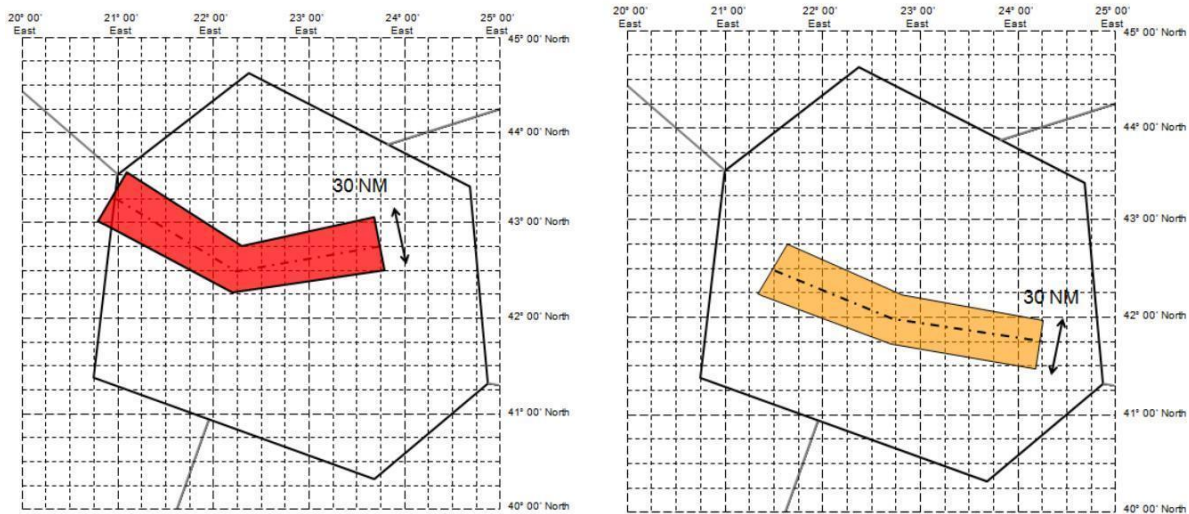 20° 00' East
21° 00' East
22° 00' East
23° 00' East
24° 00' East
25° 00' East
45° 00' North
44° 00' North
30 NM
43° 00' North
42° 00' North
41° 00' North
40° 00' North
20° 00' East
21° 00' East
22° 00' East
23° 00' East
24° 00' East
25° 00' East
45° 00' North
44° 00' North
43° 00' North
30 NM
42° 00' North
41° 00' North
40° 00' North